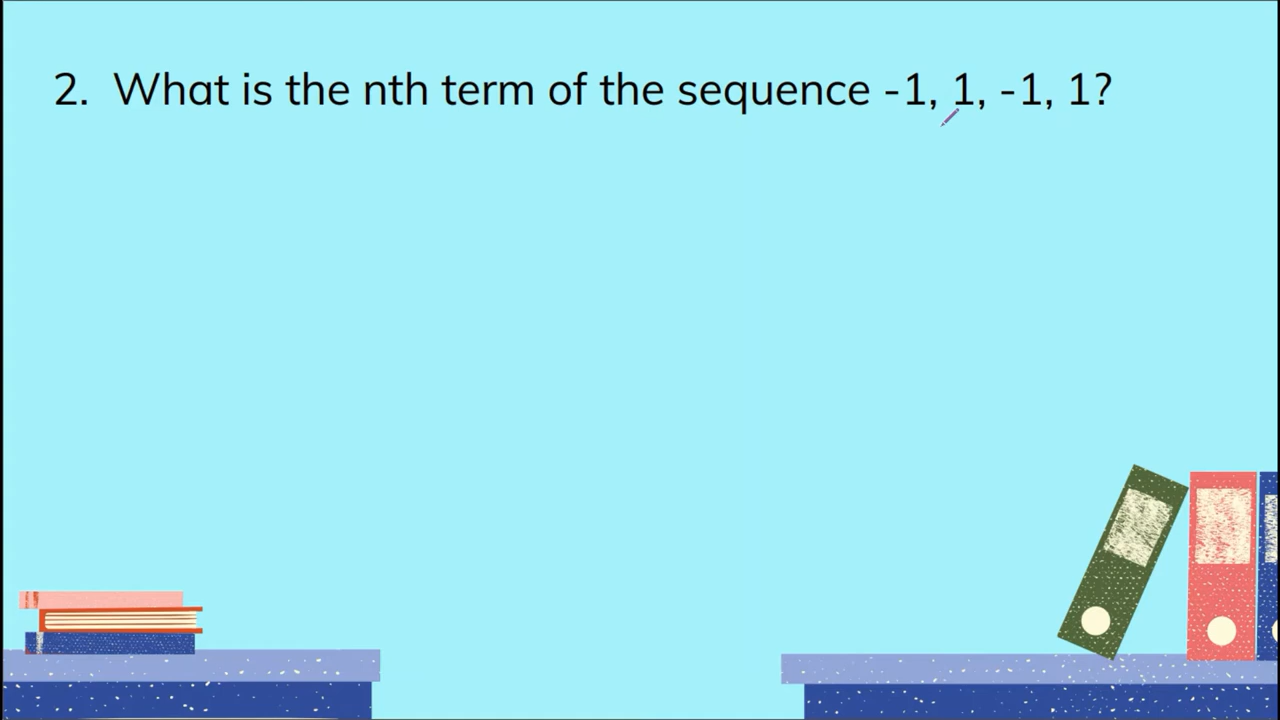 2. What is the nth term of the sequence -1, 1, -1, 1?